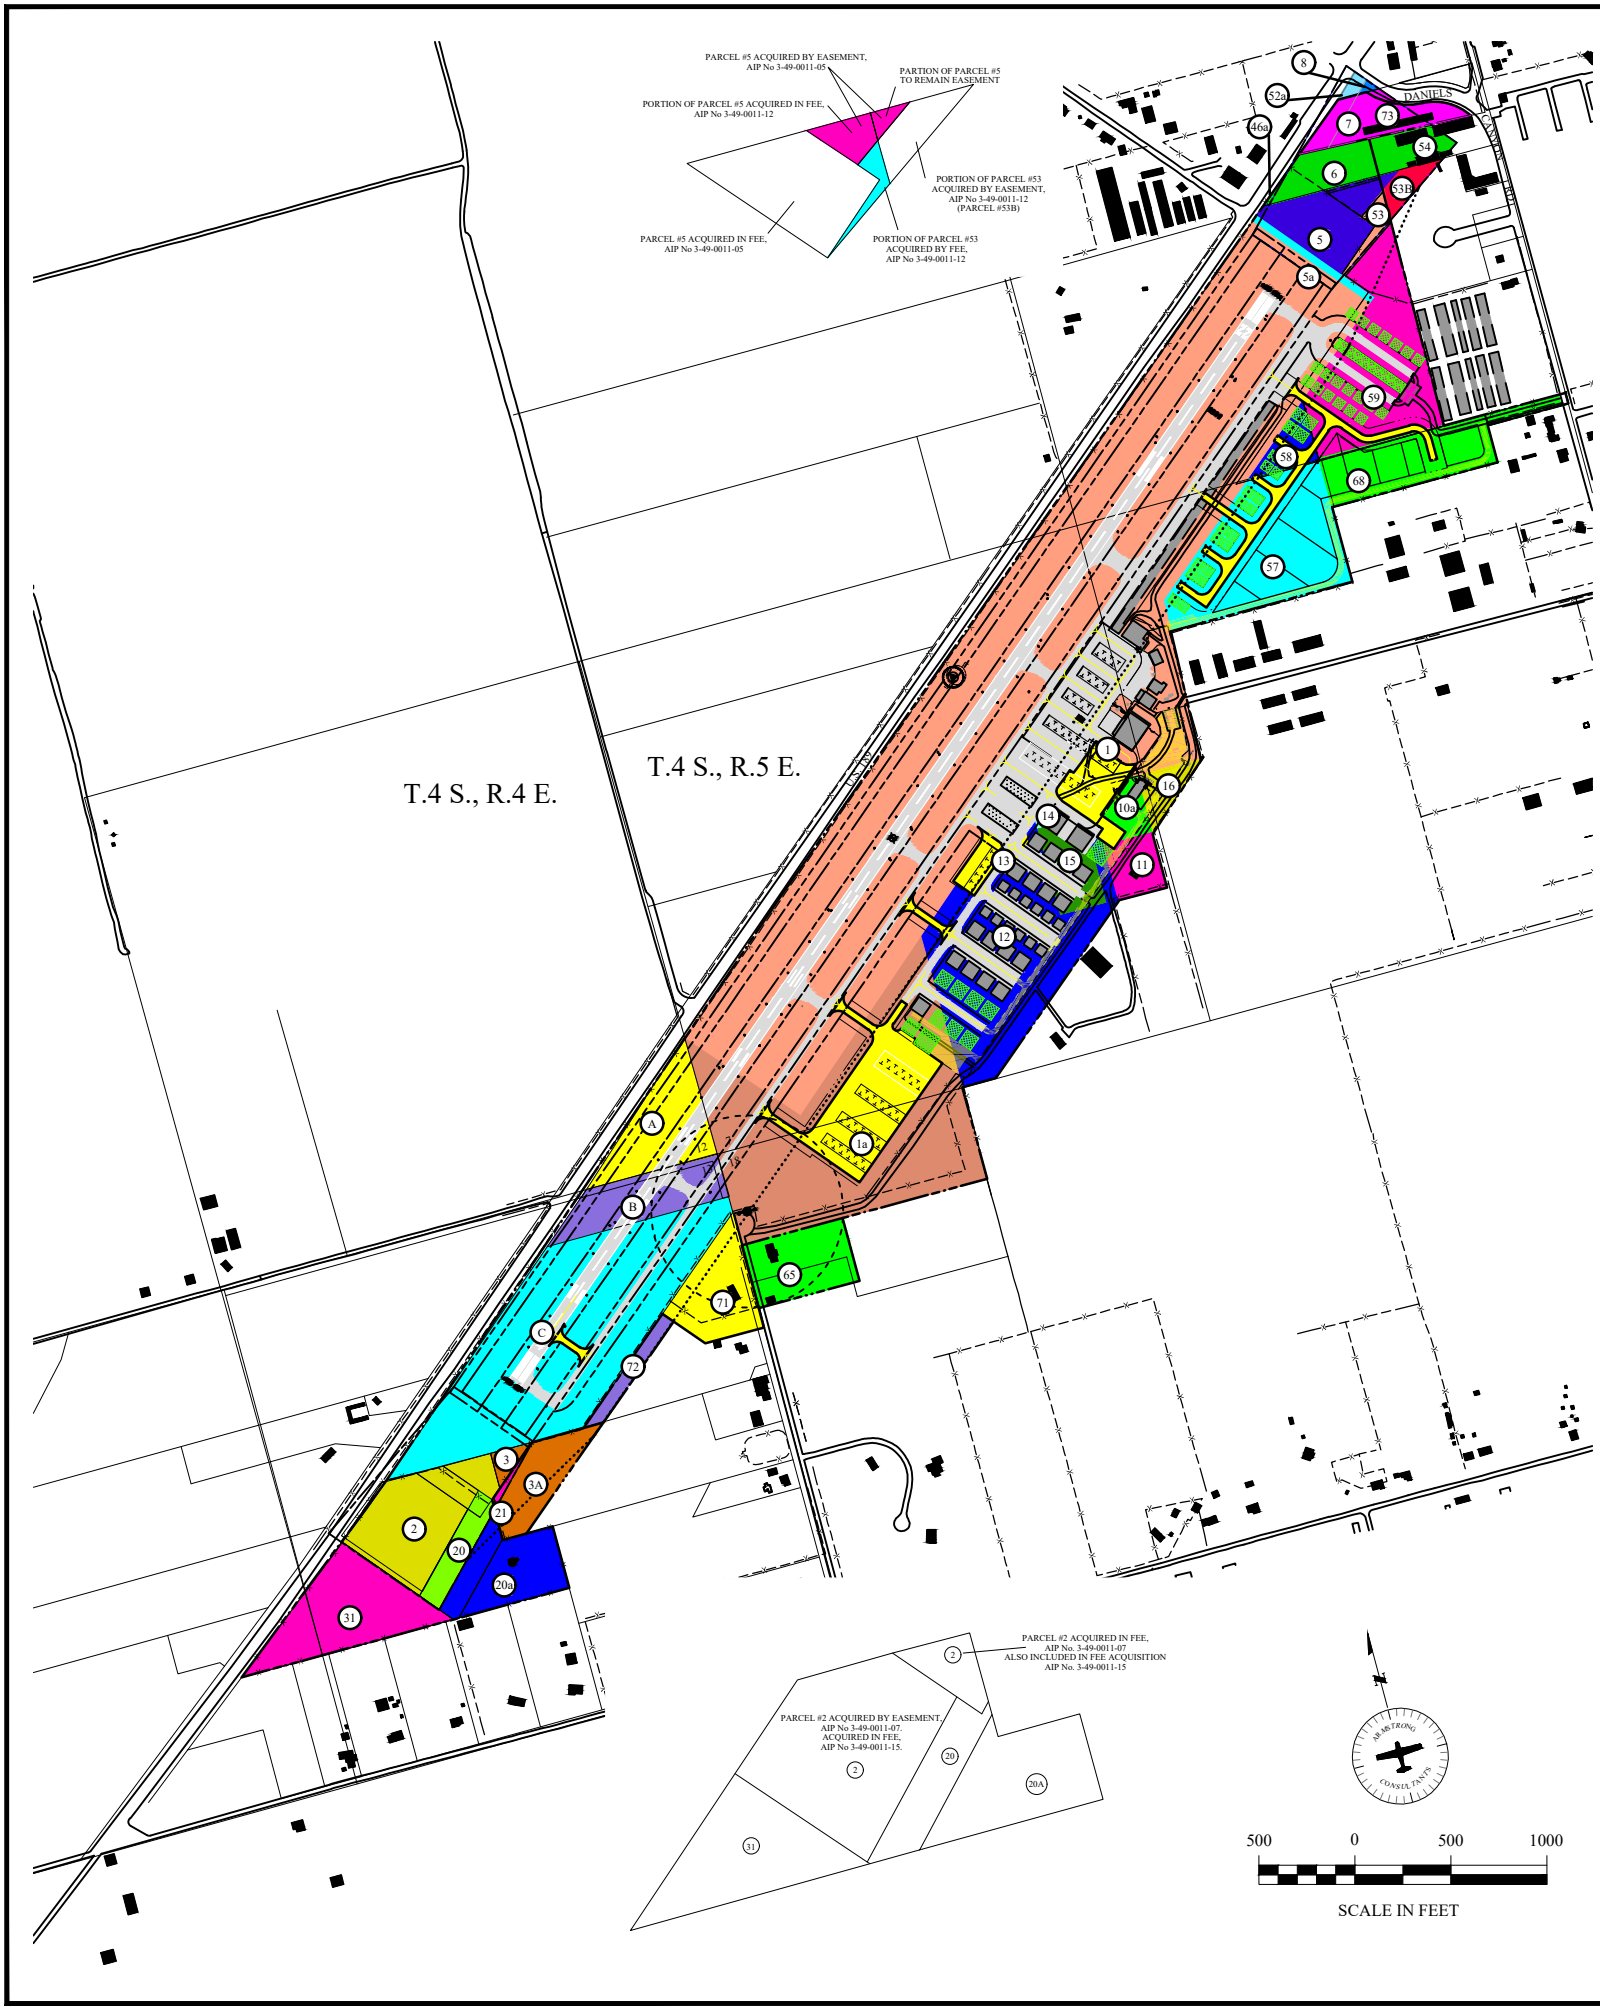 PARCEL #5 ACQUIRED BY EASEMENT,
AIP No 3-49-0011-05
PARTION OF PARCEL #5
TO REMAIN EASEMENT
PORTION OF PARCEL #5 ACQUIRED IN FEE,
AIP No 3-49-0011-12
PORTION OF PARCEL #53
ACQUIRED BY EASEMENT,
AIP No 3-49-0011-12
(PARCEL #53B)
PARCEL #5 ACQUIRED IN FEE,
AIP No 3-49-0011-05
PORTION OF PARCEL #53
ACQUIRED BY FEE,
AIP No 3-49-0011-12
8
52a
46a
DANIELS
CANYON
RD.
7
73
54
6
53B
53
5
5a
59
58
68
57
T.4 S., R.4 E.
T.4 S., R.5 E.
1
16
10a
14
13
15
11
12
1a
A
12
13
18
B
65
71
C
72
3
3A
21
2
20
20a
31
PARCEL #2 ACQUIRED IN FEE,
AIP No. 3-49-0011-07
ALSO INCLUDED IN FEE ACQUISITION
AIP No. 3-49-0011-15
2
PARCEL #2 ACQUIRED BY EASEMENT,
AIP No 3-49-0011-07.
ACQUIRED IN FEE,
AIP No 3-49-0011-15.
2
20
20A
31
N
ARMSTRONG
CONSULTANTS
500 0 500 1000
SCALE IN FEET